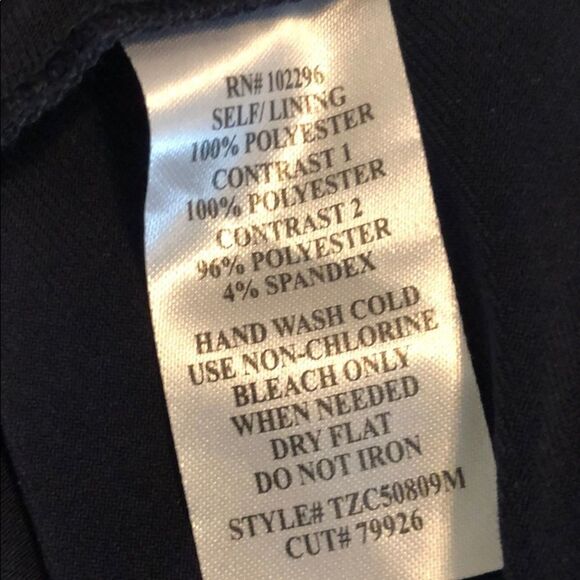 RN# 102296
SELF/LINING
100% POLYESTER
CONTRAST 1
100% POLYESTER
CONTRAST 2
96% POLYESTER
4% SPANDEX
HAND WASH COLD
USE NON-CHLORINE
BLEACH ONLY
WHEN NEEDED
DRY FLAT
DO NOT IRON
STYLE# TZC50809M
CUT# 79926